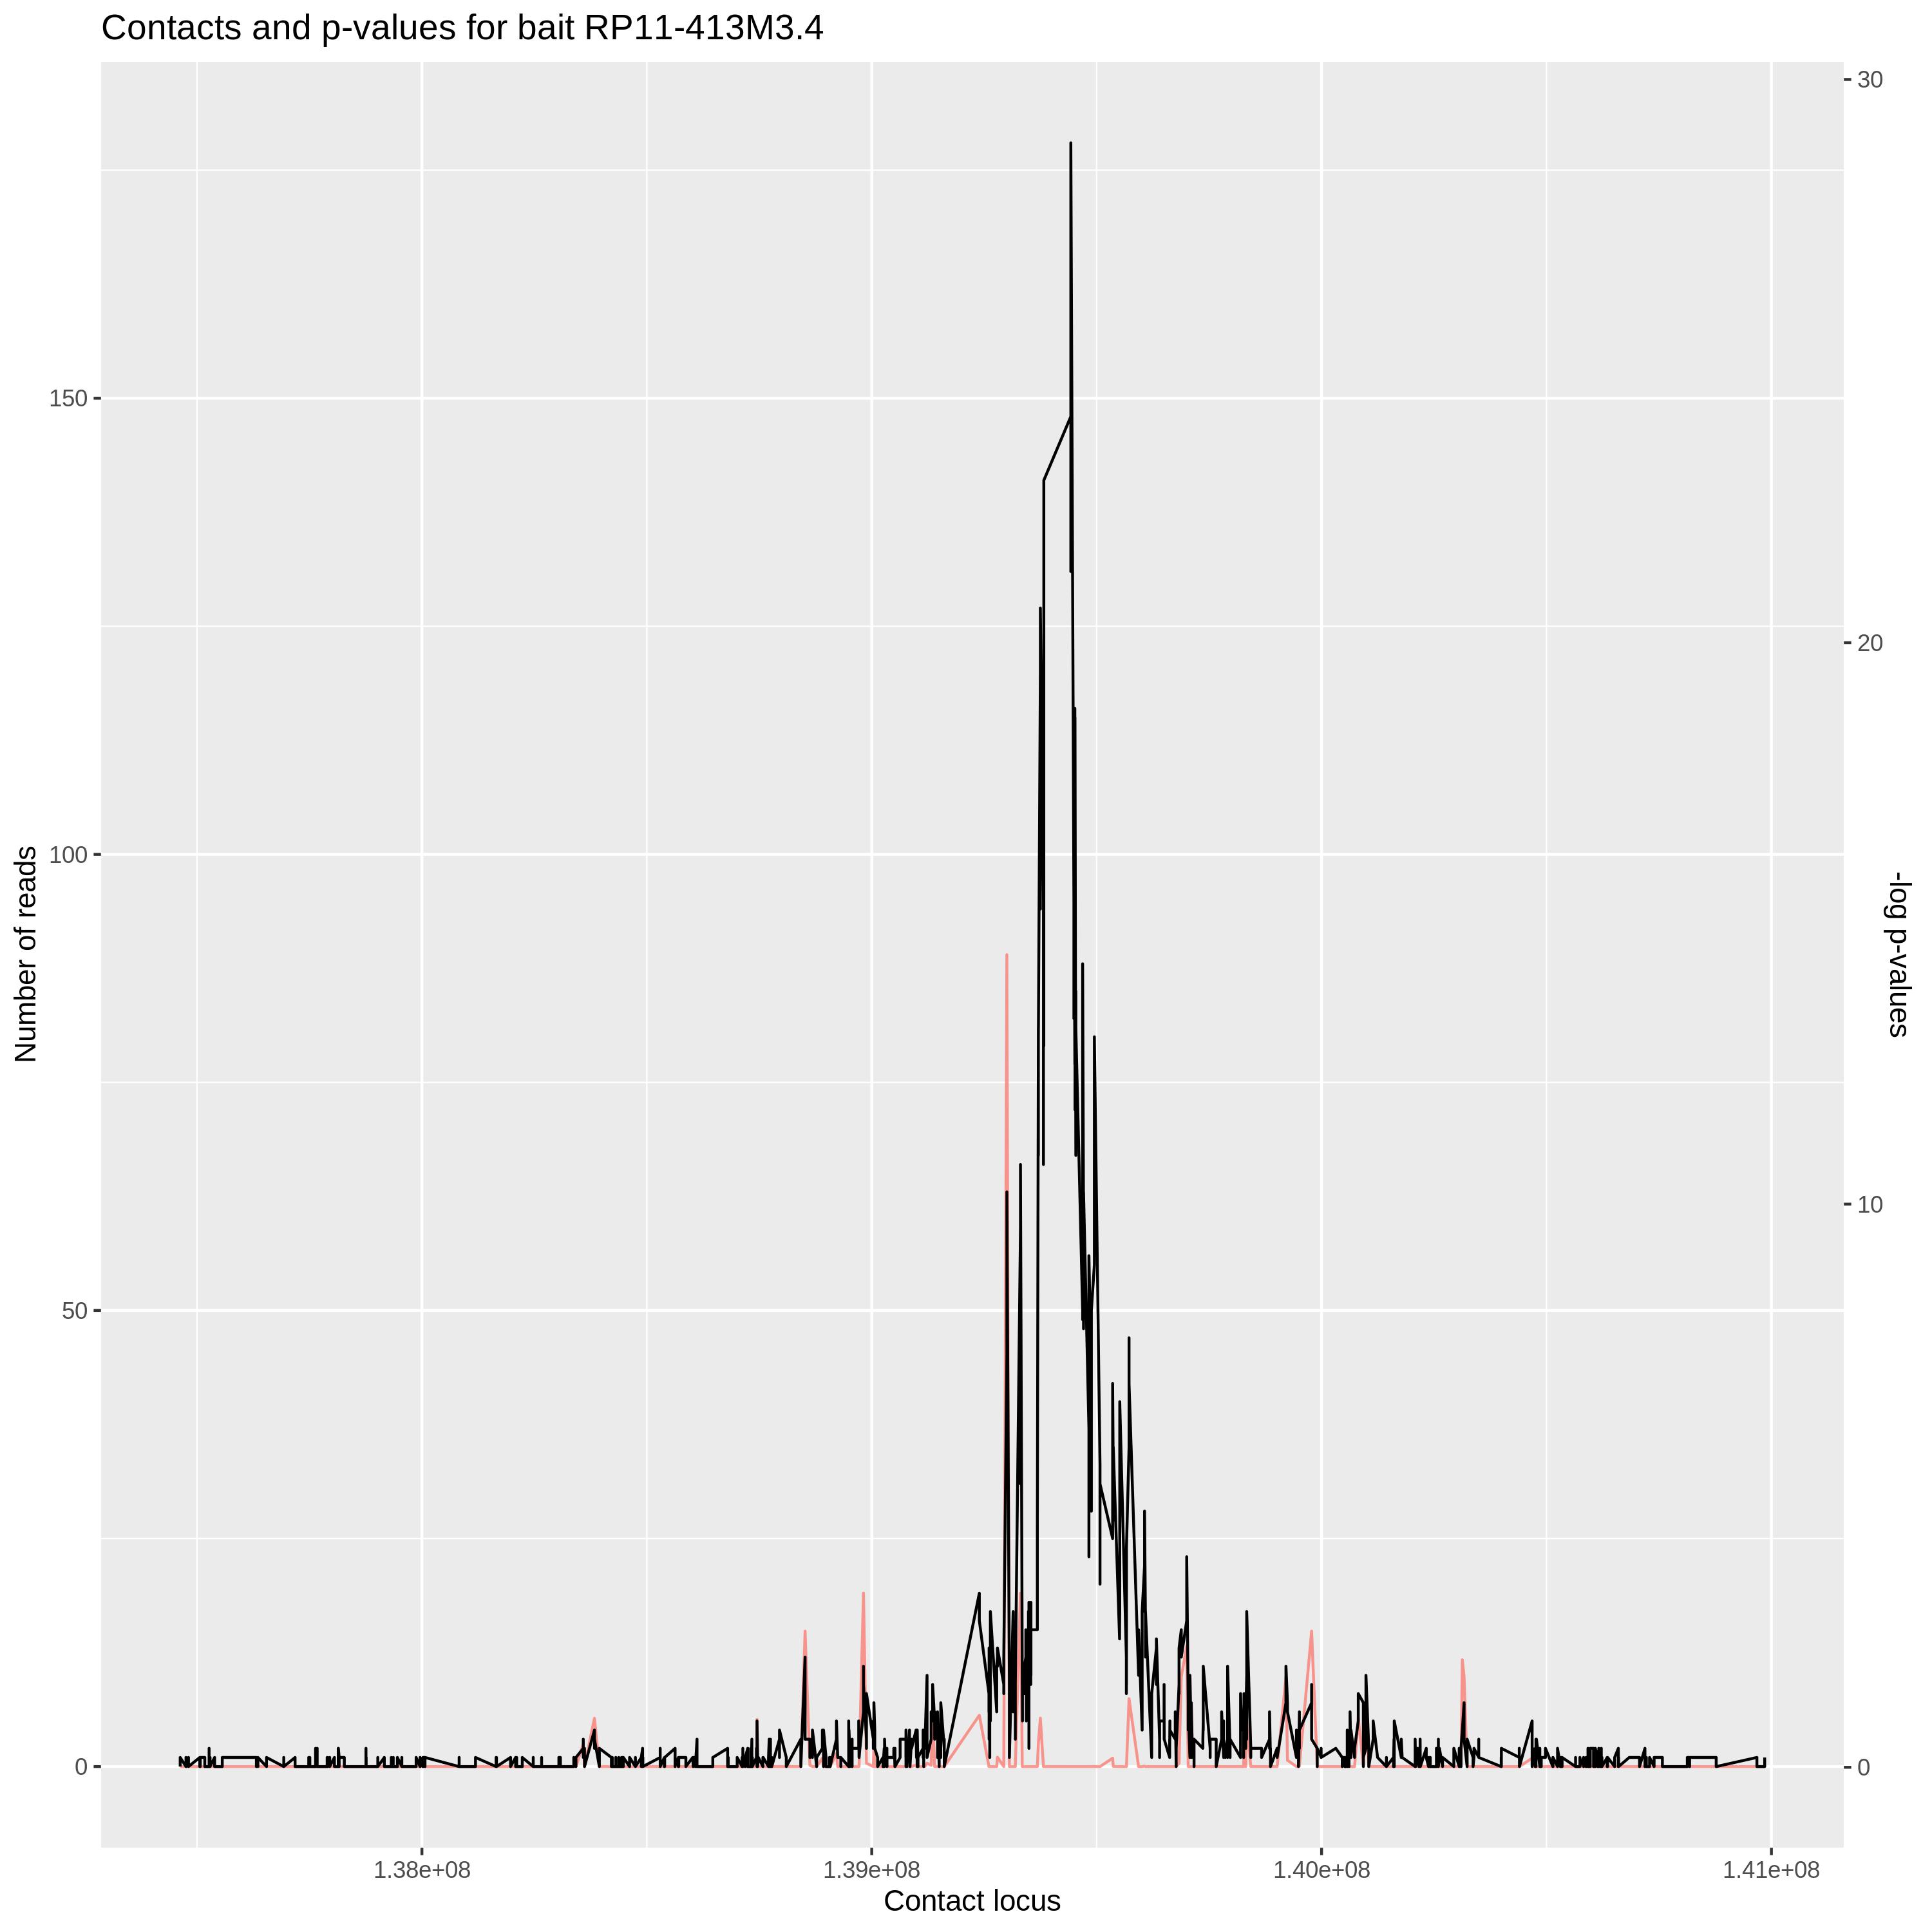 Contacts and p-values for bait RP11-413M3.4
Number of reads
150
100
50
0
30
20
10
0
-log p-values
1.38e+08
1.39e+08
1.40e+08
1.41e+08
Contact locus